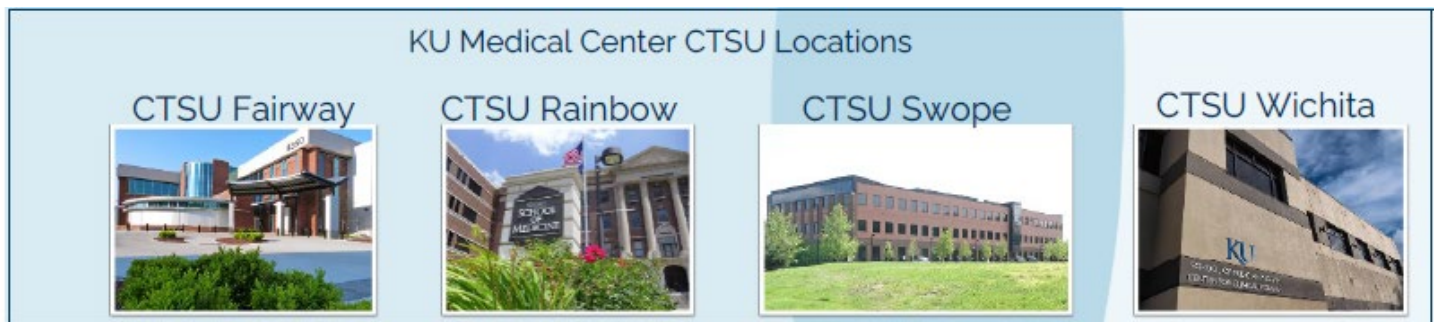 KU Medical Center CTSU Locations
CTSU Fairway
CTSU Rainbow
CTSU Swope
CTSU Wichita
SCHOOL
OF
MEDICINE
KU